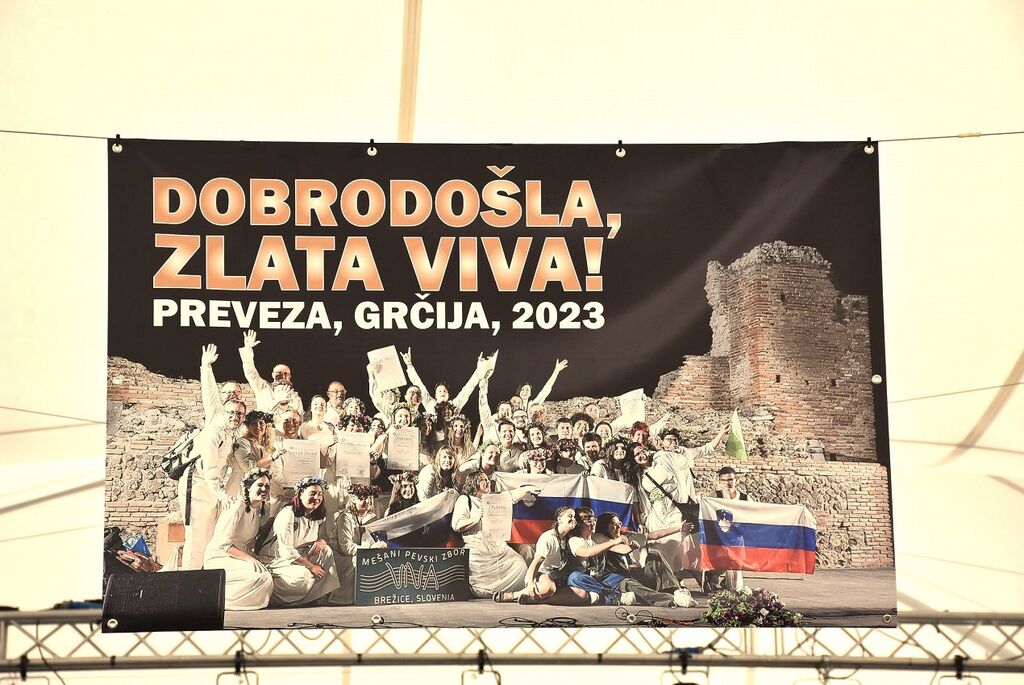 DOBRODOŠLA,
ZLATA VIVA!
PREVEZA, GRČIJA, 2023
MEŠANI PEVSKI ZBOR
VIVA
BREŽICE, SLOVENIA